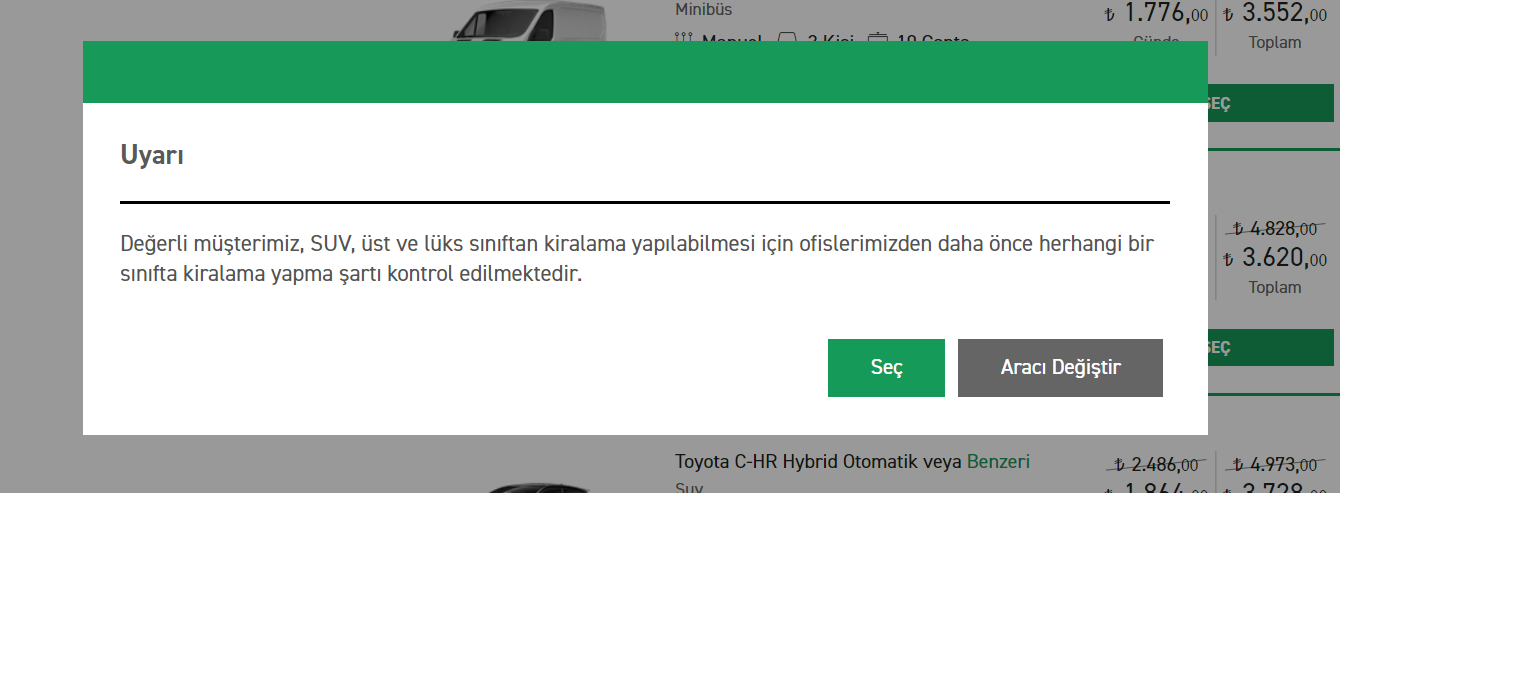 Minibüs
₺ 1.776,00 ₺ 3.552,00
Manuel 3 Kişi
Günde Toplam
SEÇ
Uyarı
Değerli müşterimiz, SUV, üst ve lüks sınıftan kiralama yapılabilmesi için ofislerimizden daha önce herhangi bir
sınıfta kiralama yapma şartı kontrol edilmektedir.
₺ 4.828,00
₺ 3.620,00
Toplam
SEÇ
Seç Aracı Değiştir
Toyota C-HR Hybrid Otomatik veya Benzeri
₺ 2.486,00 ₺ 4.973,00
Suv
₺ 1.864,00 ₺ 3.728,00